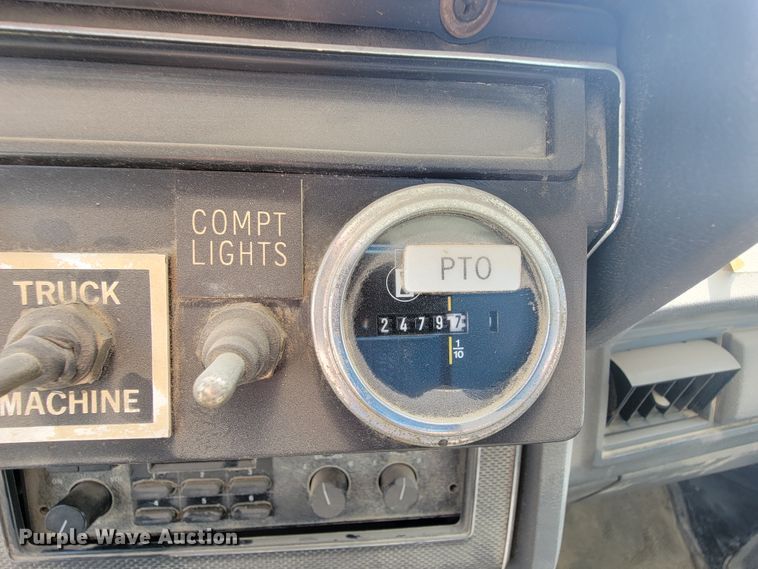 COMPT
LIGHTS
PTO
TRUCK
24797
1/10
MACHINE
Purple Wave Auction